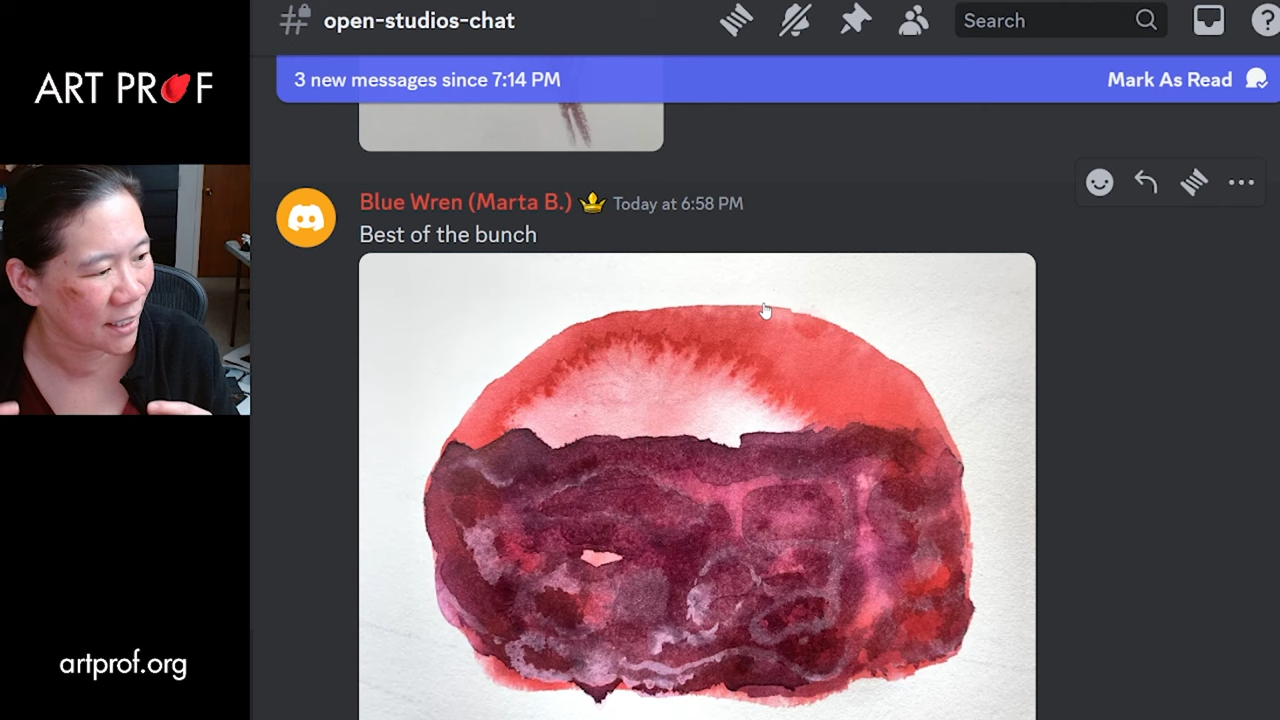 ART PROF
artprof.org
open-studios-chat
Search
3 new messages since 7:14 PM
Mark As Read
Blue Wren (Marta B.) Today at 6:58 PM
Best of the bunch